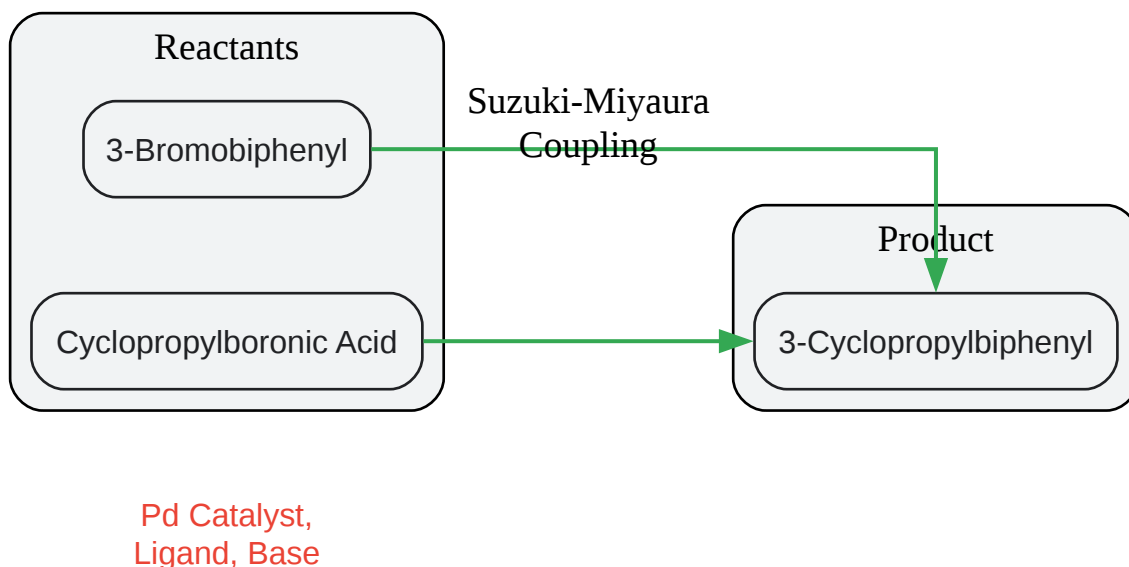 Reactants
3-Bromobiphenyl
Suzuki-Miyaura
Coupling
Product
Cyclopropylboronic Acid
3-Cyclopropylbiphenyl
Pd Catalyst,
Ligand, Base